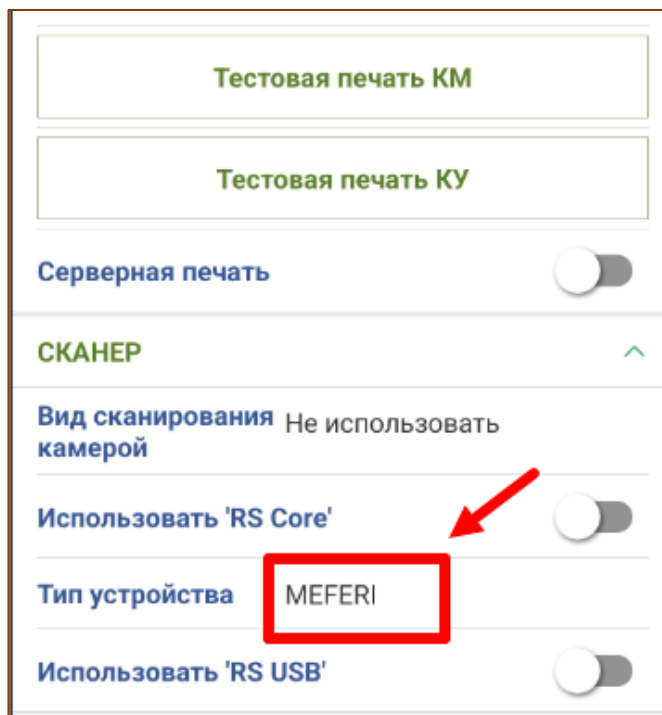 Тестовая печать КМ
Тестовая печать КУ
Серверная печать
СКАНЕР
Вид сканирования камерой Не использовать
Использовать 'RS Core'
Тип устройства MEFERI
Использовать 'RS USB'